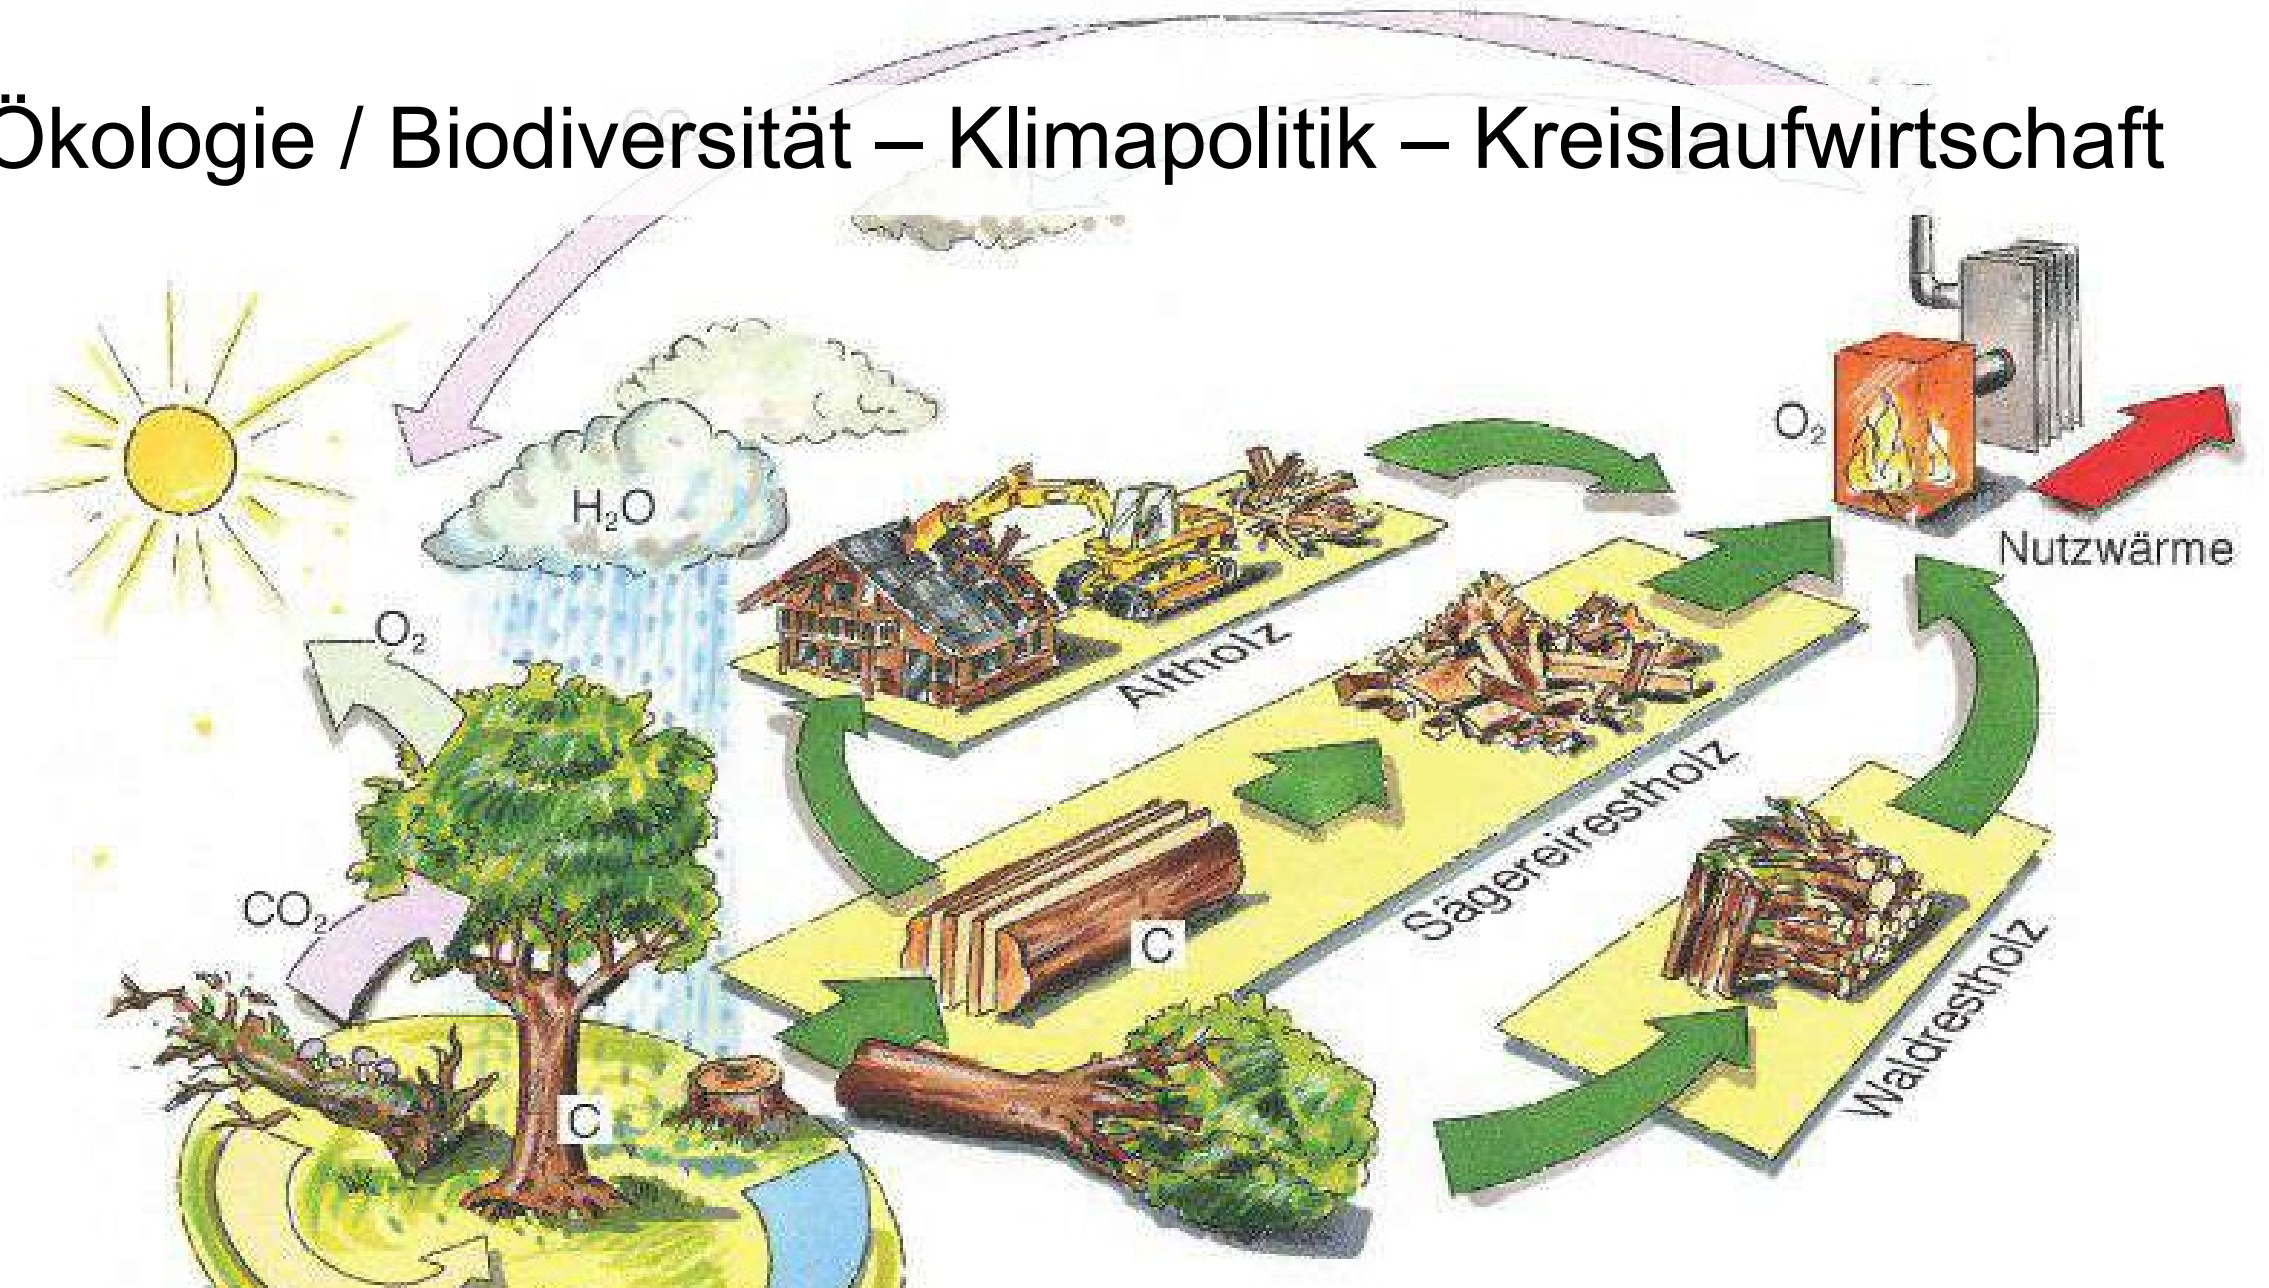 Ökologie / Biodiversität – Klimapolitik – Kreislaufwirtschaft
H₂O
O₂
Nutzwärme
O₂
Altholz
Sägereirestholz
CO₂
C
Waldrestholz
C